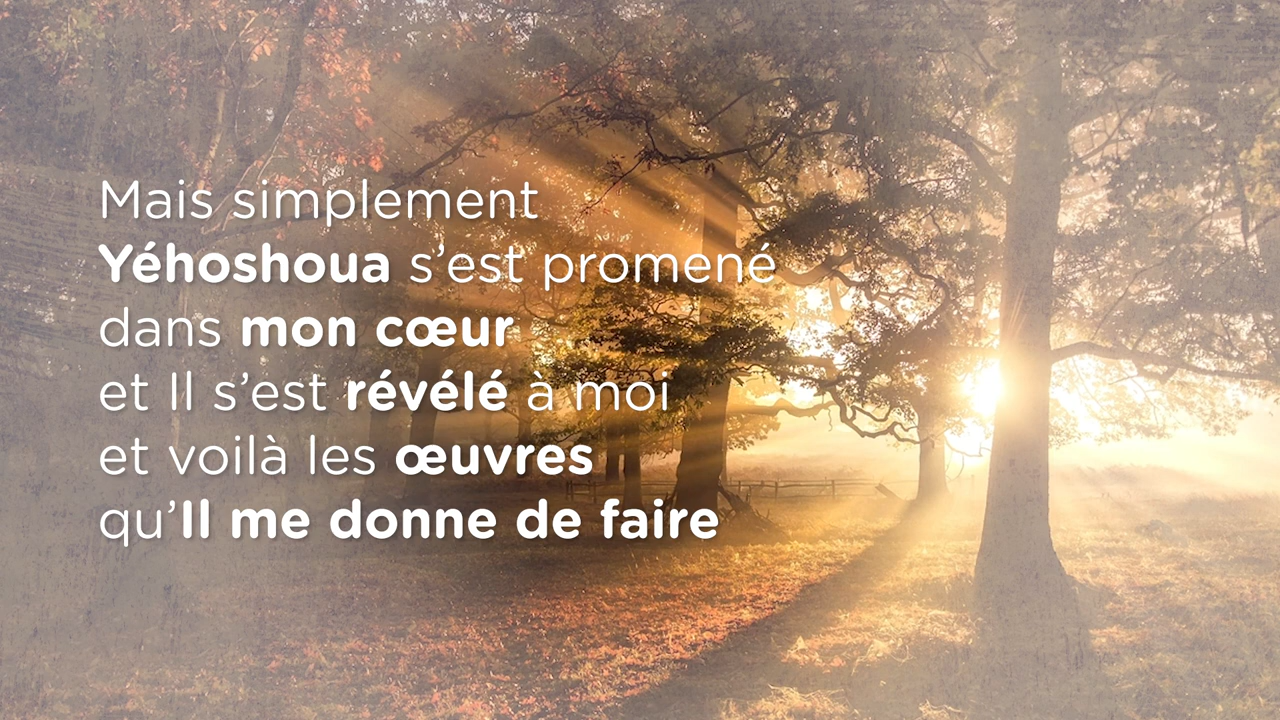 Mais simplement
Yéhoshoua s’est promené
dans mon cœur
et Il s’est révélé à moi
et voilà les œuvres
qu’Il me donne de faire